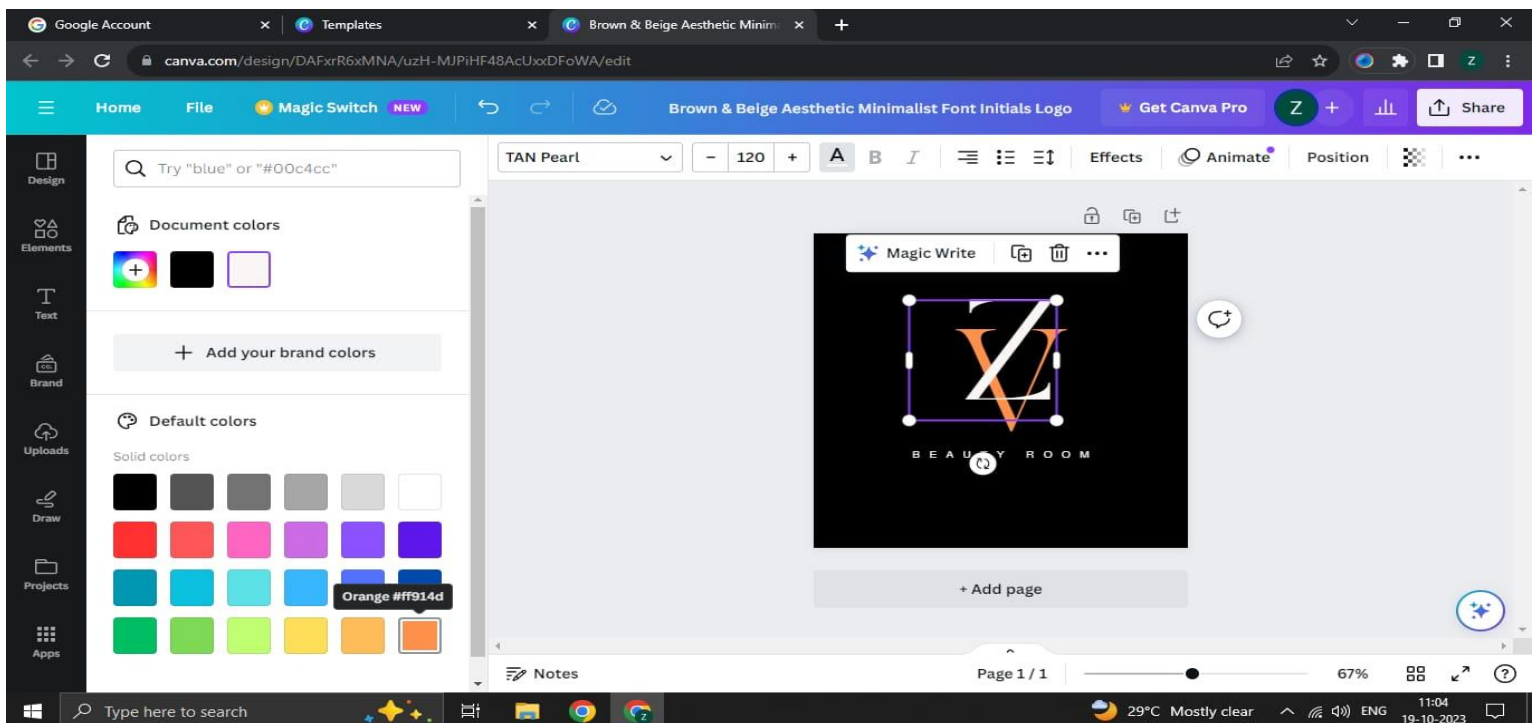 Google Account
Templates
Brown & Beige Aesthetic Minim
canva.com/design/DAFxrR6xMNA/uzH-MJPiHF48AcUxxDFoWA/edit
Z
Home File Magic Switch NEW Brown & Beige Aesthetic Minimalist Font Initials Logo Get Canva Pro Z + Share
Design
Elements
Text
Brand
Uploads
Draw
Projects
Apps
Try "blue" or "#00c4cc"
Document colors
+ Add your brand colors
Default colors
Solid colors
Orange #ff914d
TAN Pearl - 120 + A B I Effects Animate Position
Magic Write
Z
V
ROOM
+ Add page
Notes Page 1 / 1 67%
Type here to search
29°C Mostly clear ENG
11:04
19-10-2023